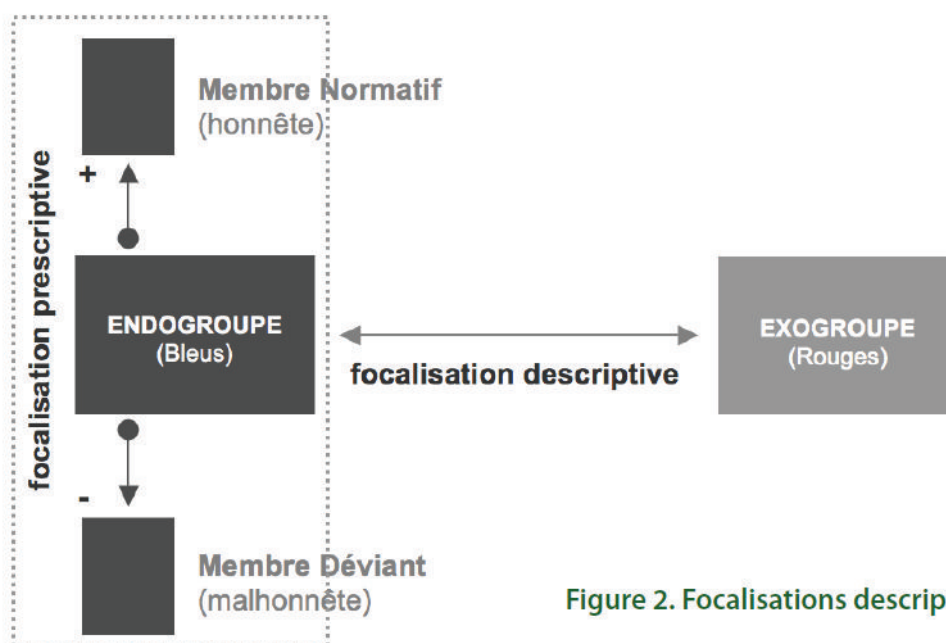 Membre Normatif
(honnête)
+
focalisation prescriptive
ENDOGROUPE
(Bleus)
focalisation descriptive
EXOGROUPE
(Rouges)
-
Membre Déviant
(malhonnête)
Figure 2. Focalisations descrip